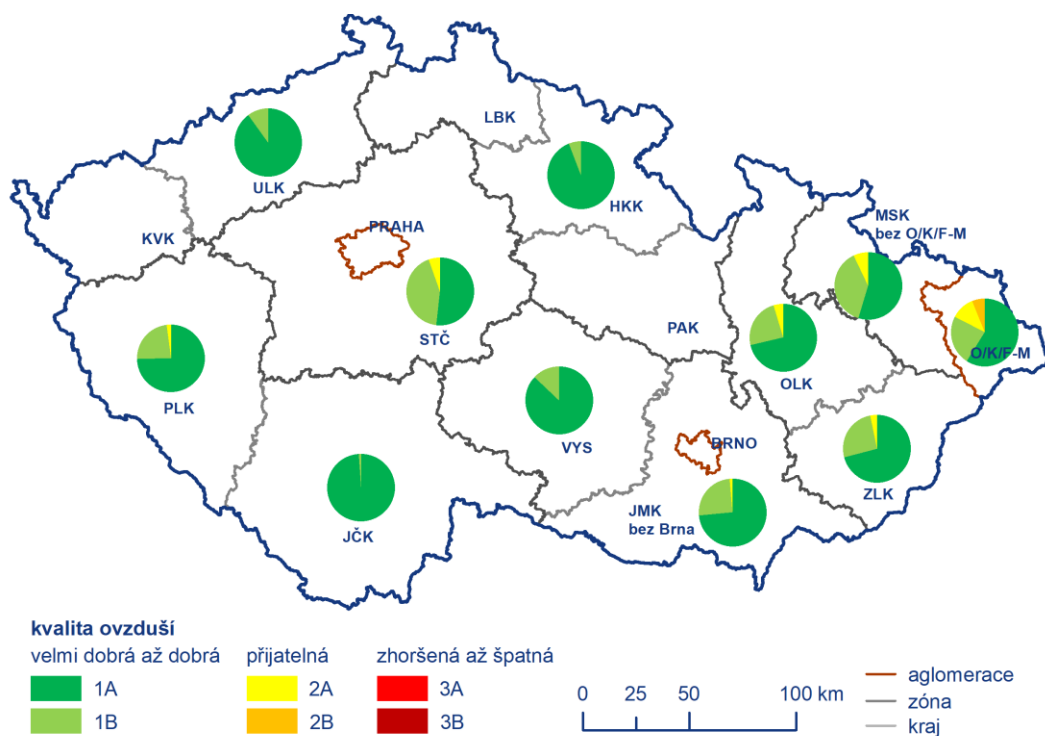 LBK
ULK
HKK
MSK
bez O/K/F-M
PRAHA
KVK
STČ
PAK
O/K/F-M
OLK
PLK
VYS
BRNO
ZLK
JMK
bez Brna
JČK
kvalita ovzduší
velmi dobrá až dobrá
přijatelná
zhoršená až špatná
1A
2A
3A
1B
2B
3B
0 25 50 100 km
aglomerace
zóna
kraj